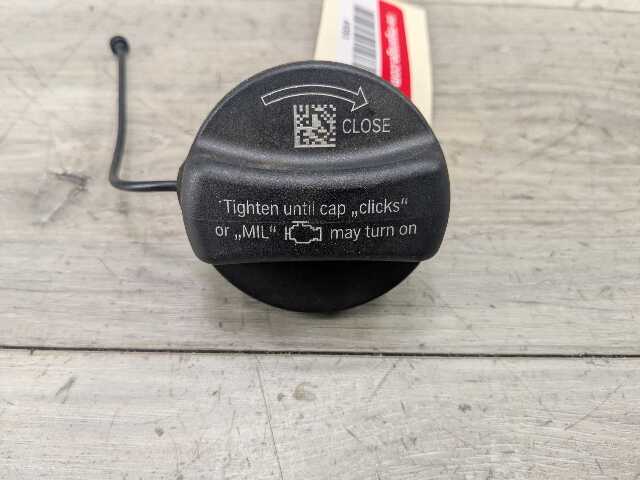 CLOSE
Tighten until cap „clicks“
or „MIL“ may turn on